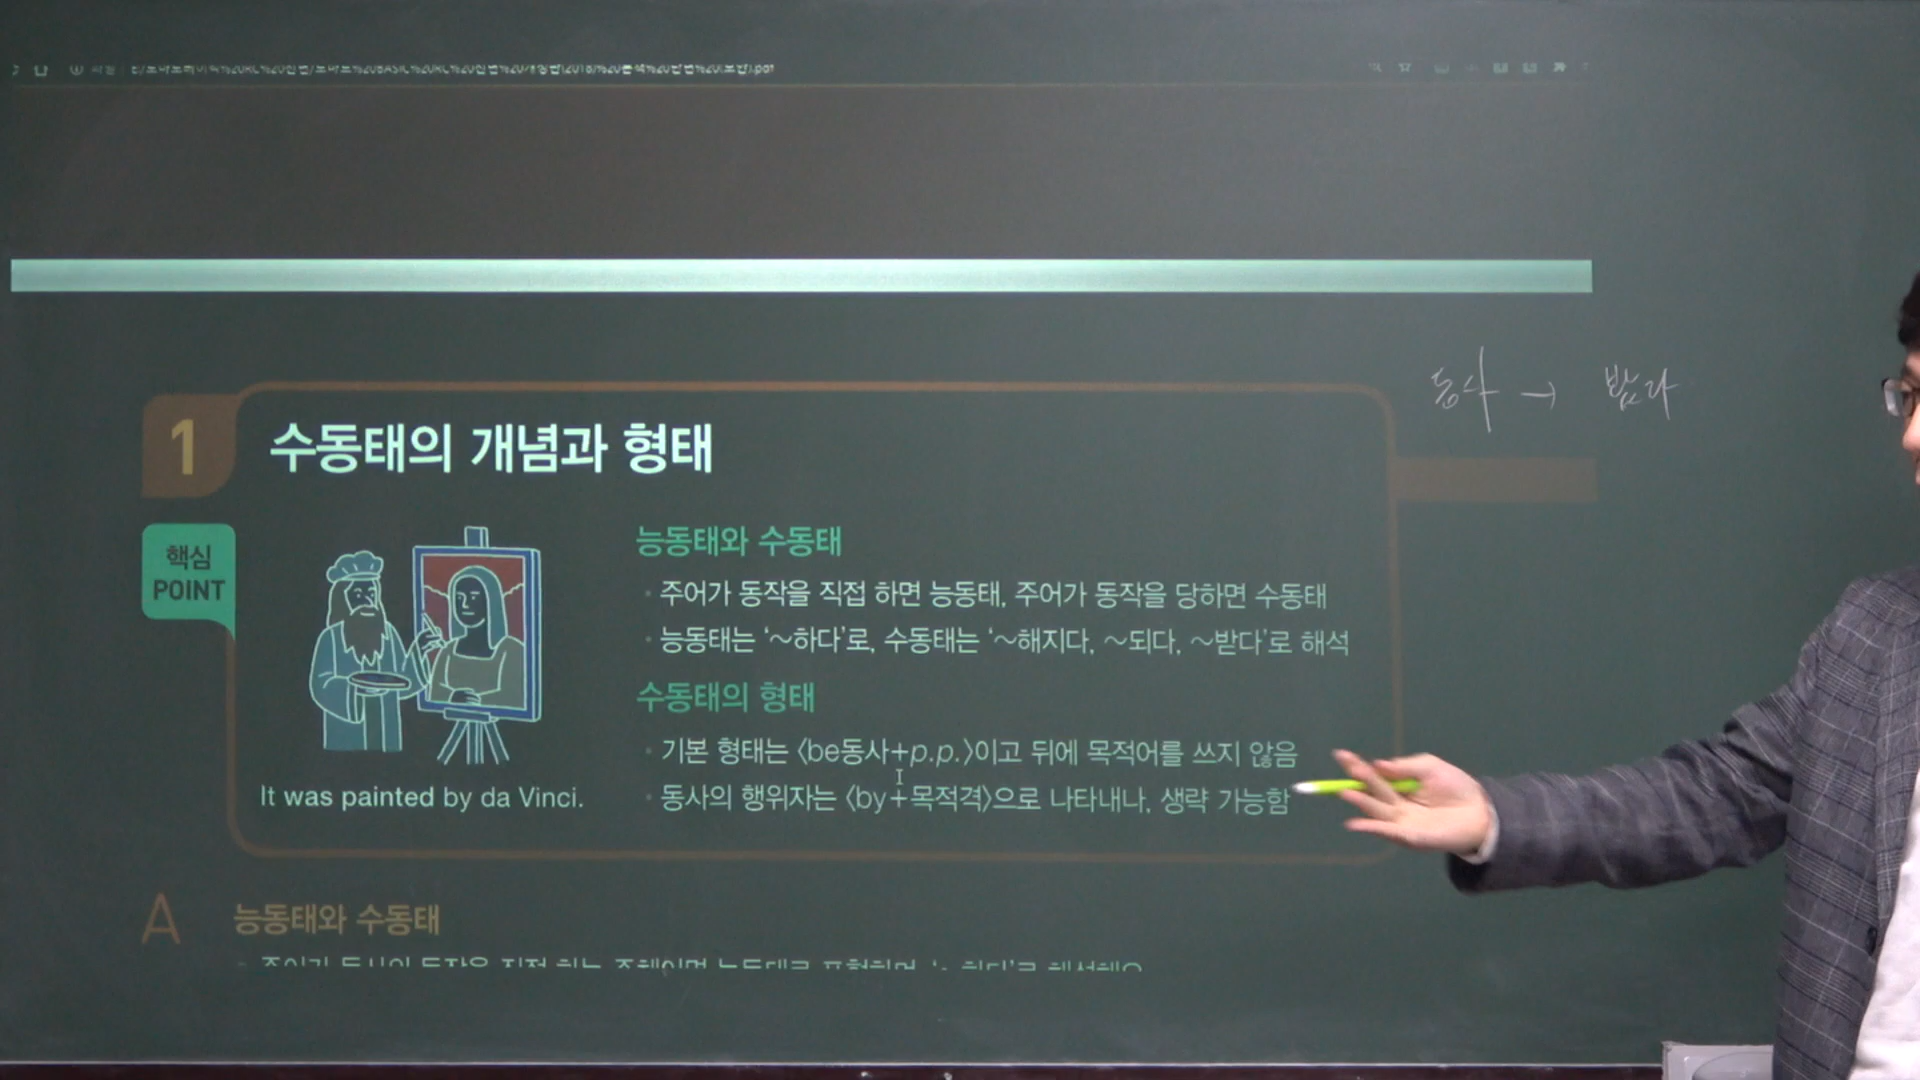 동사 → 받다
1
수동태의 개념과 형태
핵심
POINT
능동태와 수동태
· 주어가 동작을 직접 하면 능동태, 주어가 동작을 당하면 수동태
· 능동태는 ‘~하다’로, 수동태는 ‘~해지다, ~되다, ~받다’로 해석
수동태의 형태
· 기본 형태는 〈be동사+p.p.〉이고 뒤에 목적어를 쓰지 않음
· 동사의 행위자는 〈by+목적격〉으로 나타내나, 생략 가능함
It was painted by da Vinci.
A 능동태와 수동태